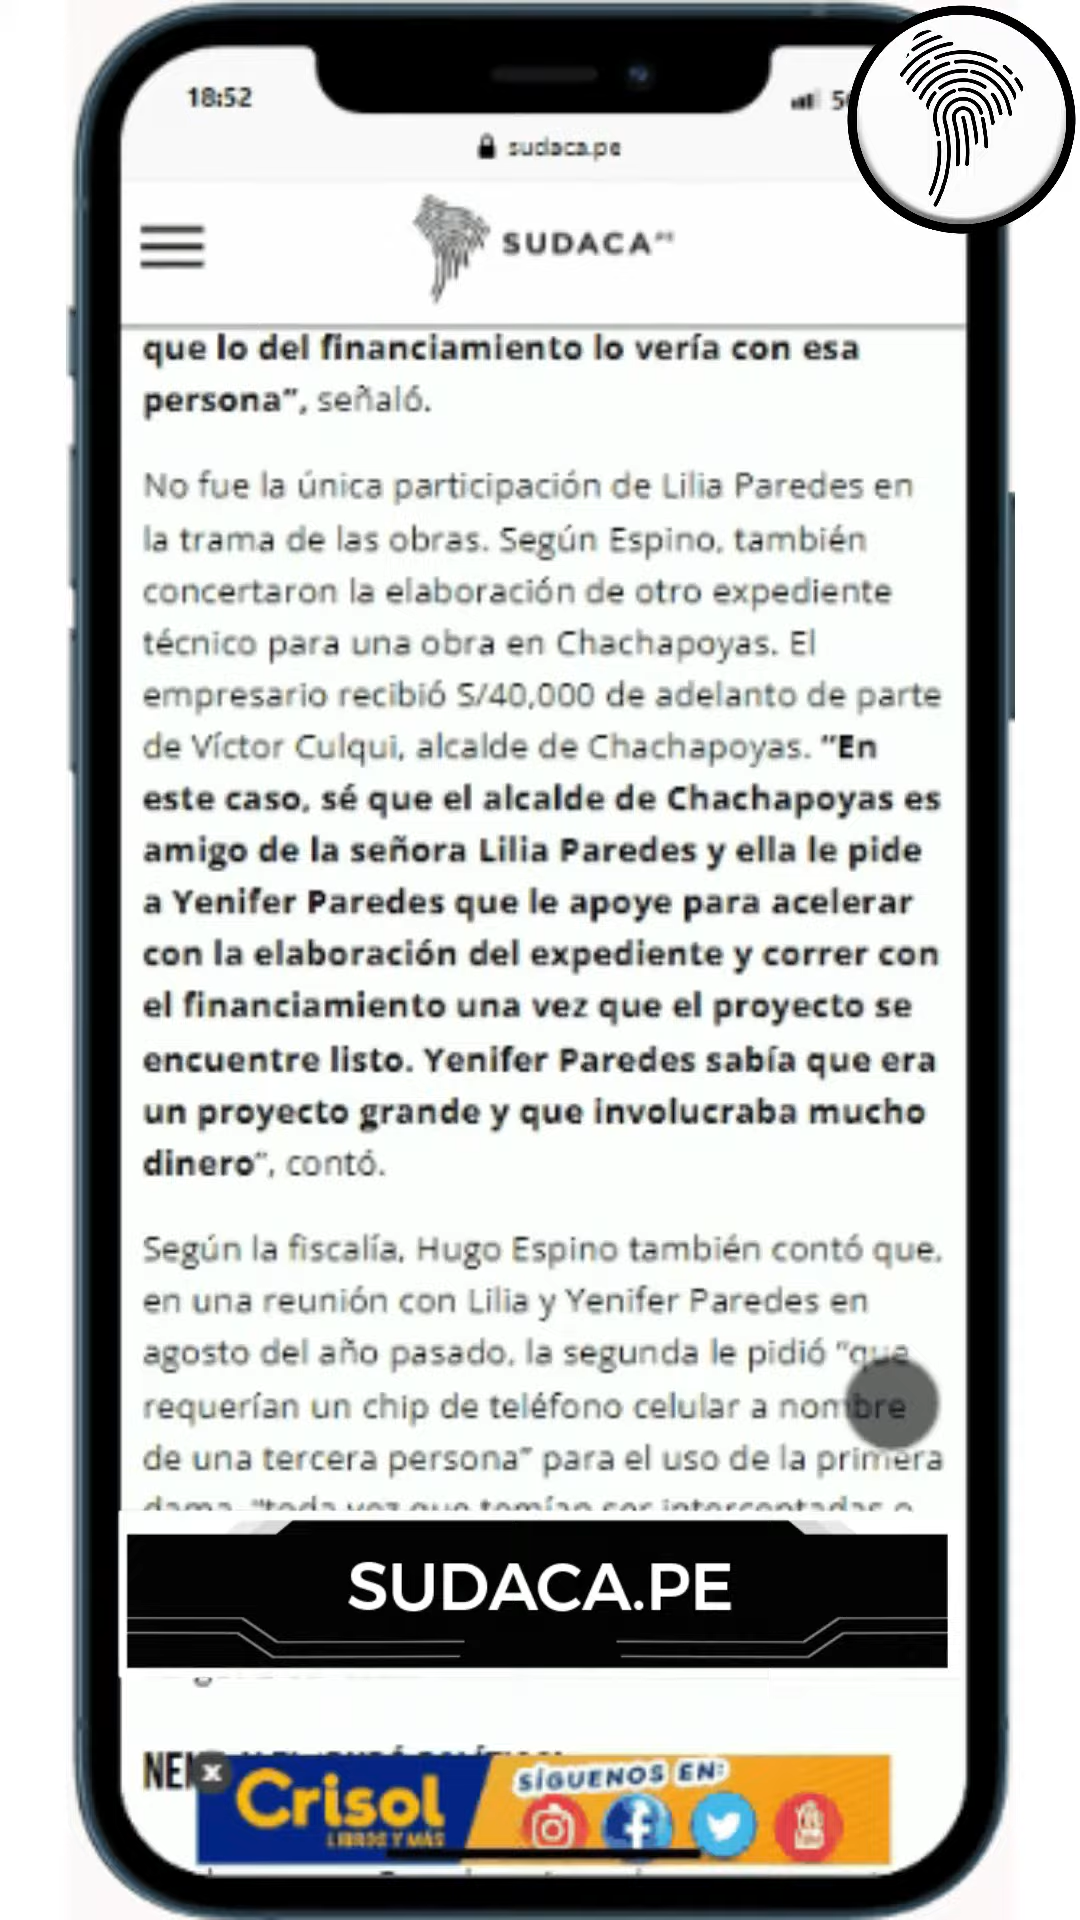 18:52
sudaca.pe
SUDACA
que lo del financiamiento lo vería con esa
persona”, señaló.
No fue la única participación de Lilia Paredes en
la trama de las obras. Según Espino, también
concertaron la elaboración de otro expediente
técnico para una obra en Chachapoyas. El
empresario recibió S/40,000 de adelanto de parte
de Víctor Culqui, alcalde de Chachapoyas. “En
este caso, sé que el alcalde de Chachapoyas es
amigo de la señora Lilia Paredes y ella le pide
a Yenifer Paredes que le apoye para acelerar
con la elaboración del expediente y correr con
el financiamiento una vez que el proyecto se
encuentre listo. Yenifer Paredes sabía que era
un proyecto grande y que involucraba mucho
dinero”, contó.
Según la fiscalía, Hugo Espino también contó que,
en una reunión con Lilia y Yenifer Paredes en
agosto del año pasado, la segunda le pidió “que
requerían un chip de teléfono celular a nombre
de una tercera persona” para el uso de la primera
dama, “toda vez que temían ser interceptadas o
SUDACA.PE
Crisol
LIBROS Y MÁS
SÍGUENOS EN: